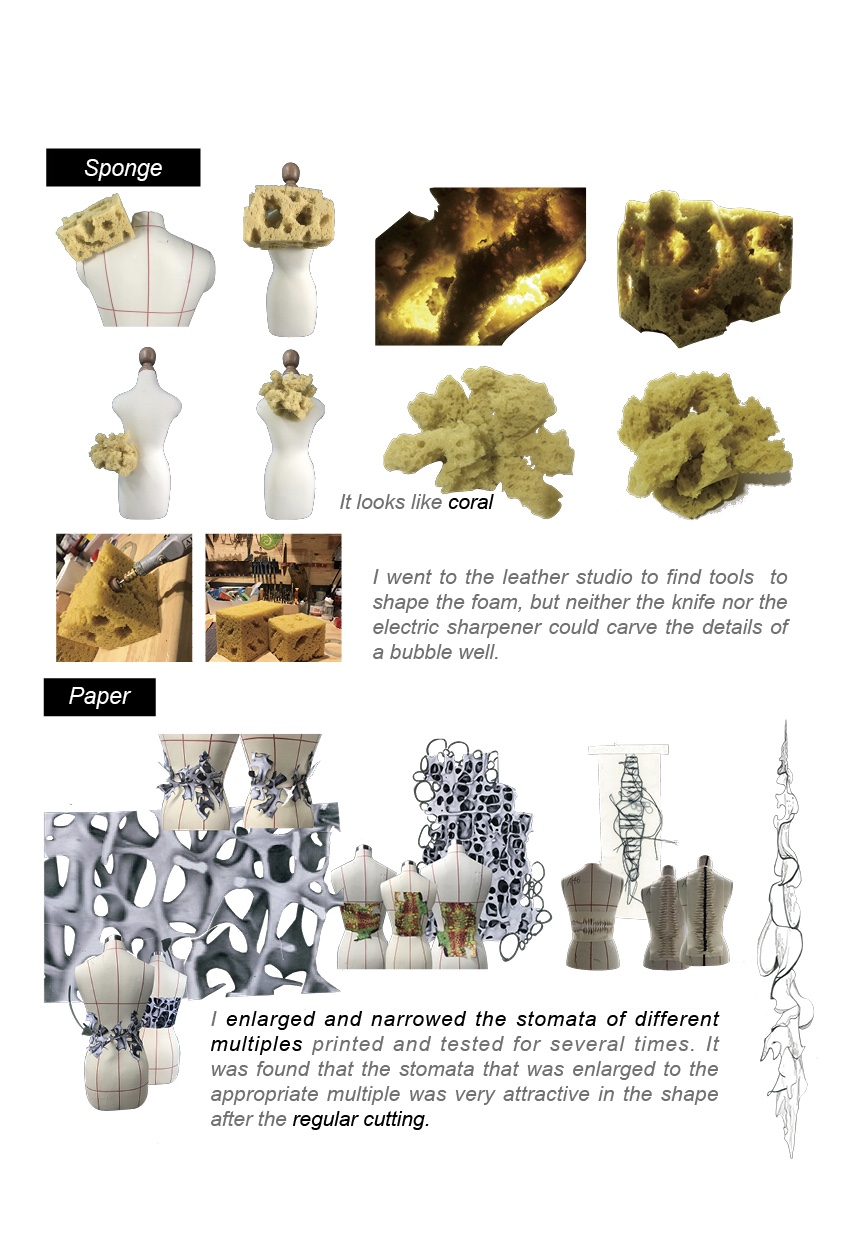 Sponge
It looks like coral
I went to the leather studio to find tools to
shape the foam, but neither the knife nor the
electric sharpener could carve the details of
a bubble well.
Paper
I enlarged and narrowed the stomata of different
multiples printed and tested for several times. It
was found that the stomata that was enlarged to the
appropriate multiple was very attractive in the shape
after the regular cutting.